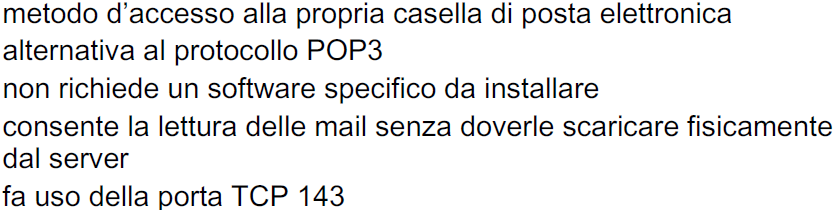 metodo d’accesso alla propria casella di posta elettronica
alternativa al protocollo POP3
non richiede un software specifico da installare
consente la lettura delle mail senza doverle scaricare fisicamente
dal server
fa uso della porta TCP 143